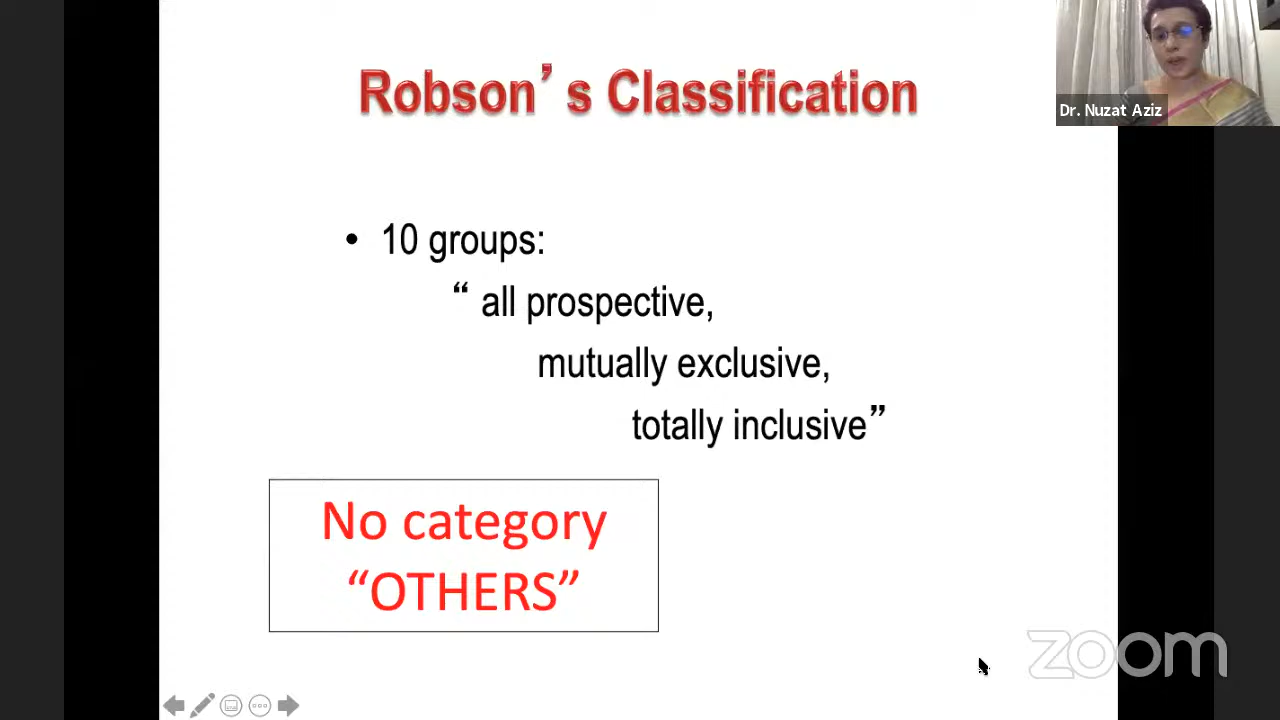 Robson’s Classification
Dr. Nuzat Aziz
• 10 groups:
“ all prospective,
mutually exclusive,
totally inclusive”
No category
“OTHERS”
zoom